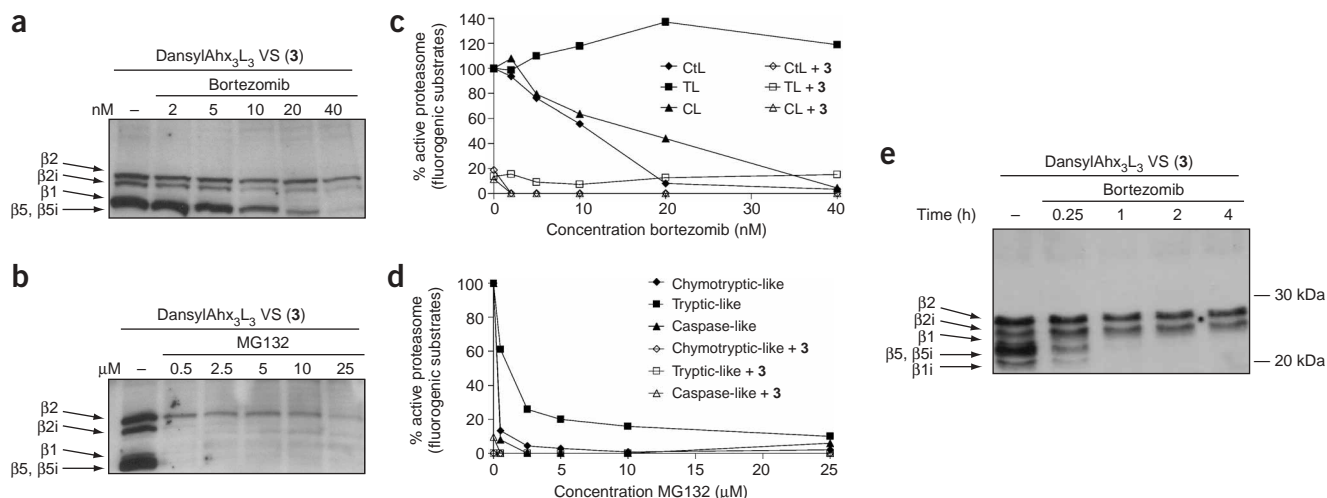 a
DansylAhx₃L₃ VS (3)
Bortezomib
nM – 2 5 10 20 40
β2
β2i
β1
β5, β5i
b
DansylAhx₃L₃ VS (3)
MG132
μM – 0.5 2.5 5 10 25
β2
β2i
β1
β5, β5i
c
% active proteasome
(fluorogenic substrates)
140
120
100
80
60
40
20
0
CtL
TL
CL
CtL + 3
TL + 3
CL + 3
0 10 20 30 40
Concentration bortezomib (nM)
d
% active proteasome
(fluorogenic substrates)
100
80
60
40
20
0
Chymotryptic-like
Tryptic-like
Caspase-like
Chymotryptic-like + 3
Tryptic-like + 3
Caspase-like + 3
0 5 10 15 20 25
Concentration MG132 (μM)
e
DansylAhx₃L₃ VS (3)
Bortezomib
Time (h) – 0.25 1 2 4
β2
β2i
β1
β5, β5i
β1i
– 30 kDa
– 20 kDa